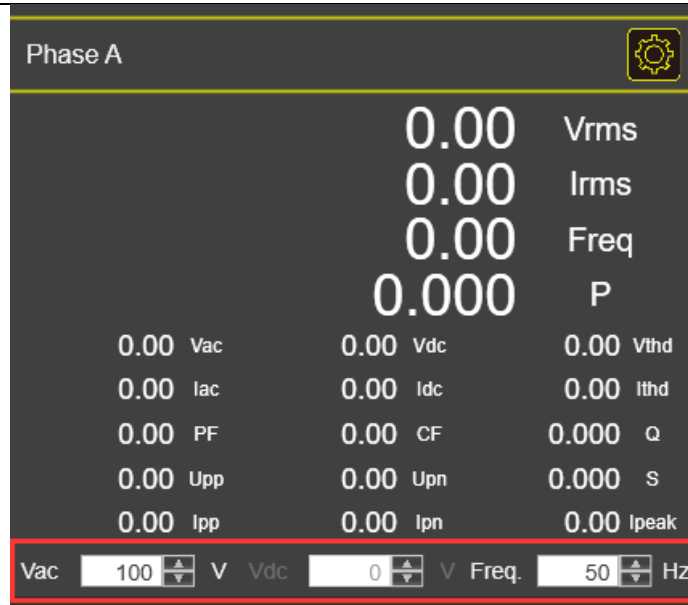 Phase A
0.00 Vrms
0.00 Irms
0.00 Freq
0.000 P
0.00 Vac 0.00 Vdc 0.00 Vthd
0.00 Iac 0.00 Idc 0.00 Ithd
0.00 PF 0.00 CF 0.000 Q
0.00 Upp 0.00 Upn 0.000 S
0.00 Ipp 0.00 Ipn 0.00 Ipeak
Vac 100 V Vdc 0 V Freq. 50 Hz